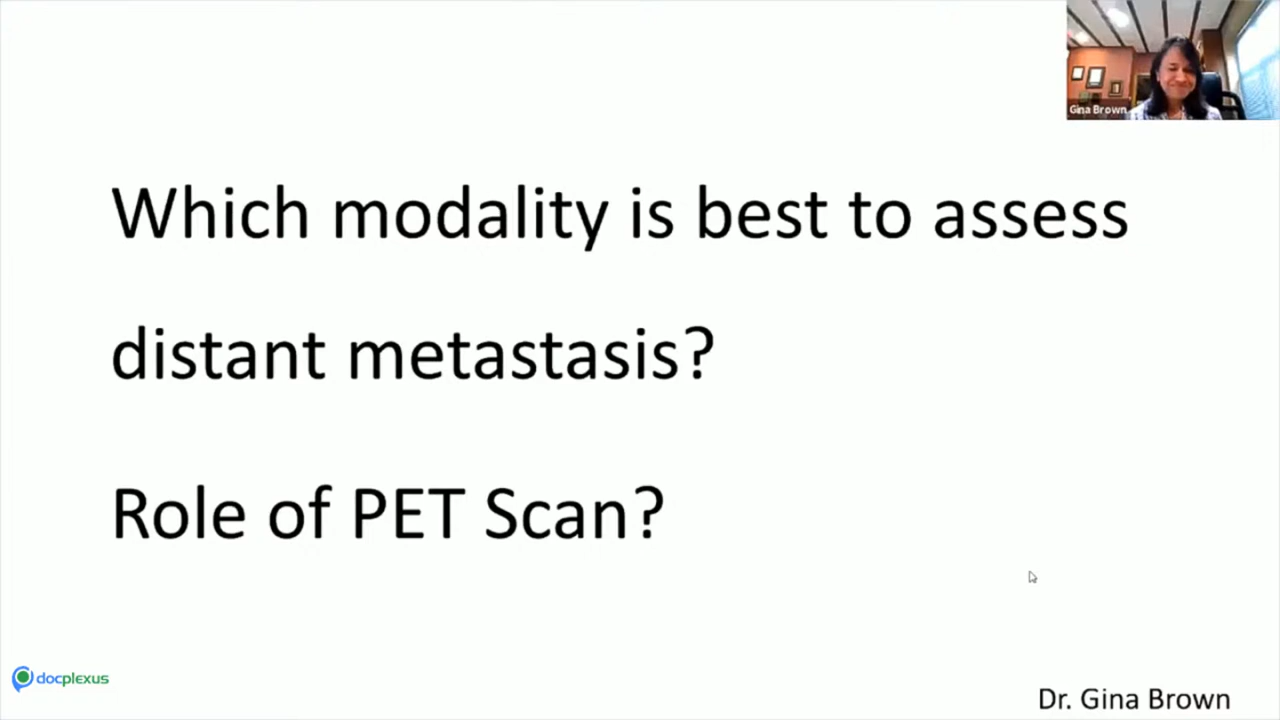 Gina Brown
Which modality is best to assess
distant metastasis?
Role of PET Scan?
docplexus
Dr. Gina Brown